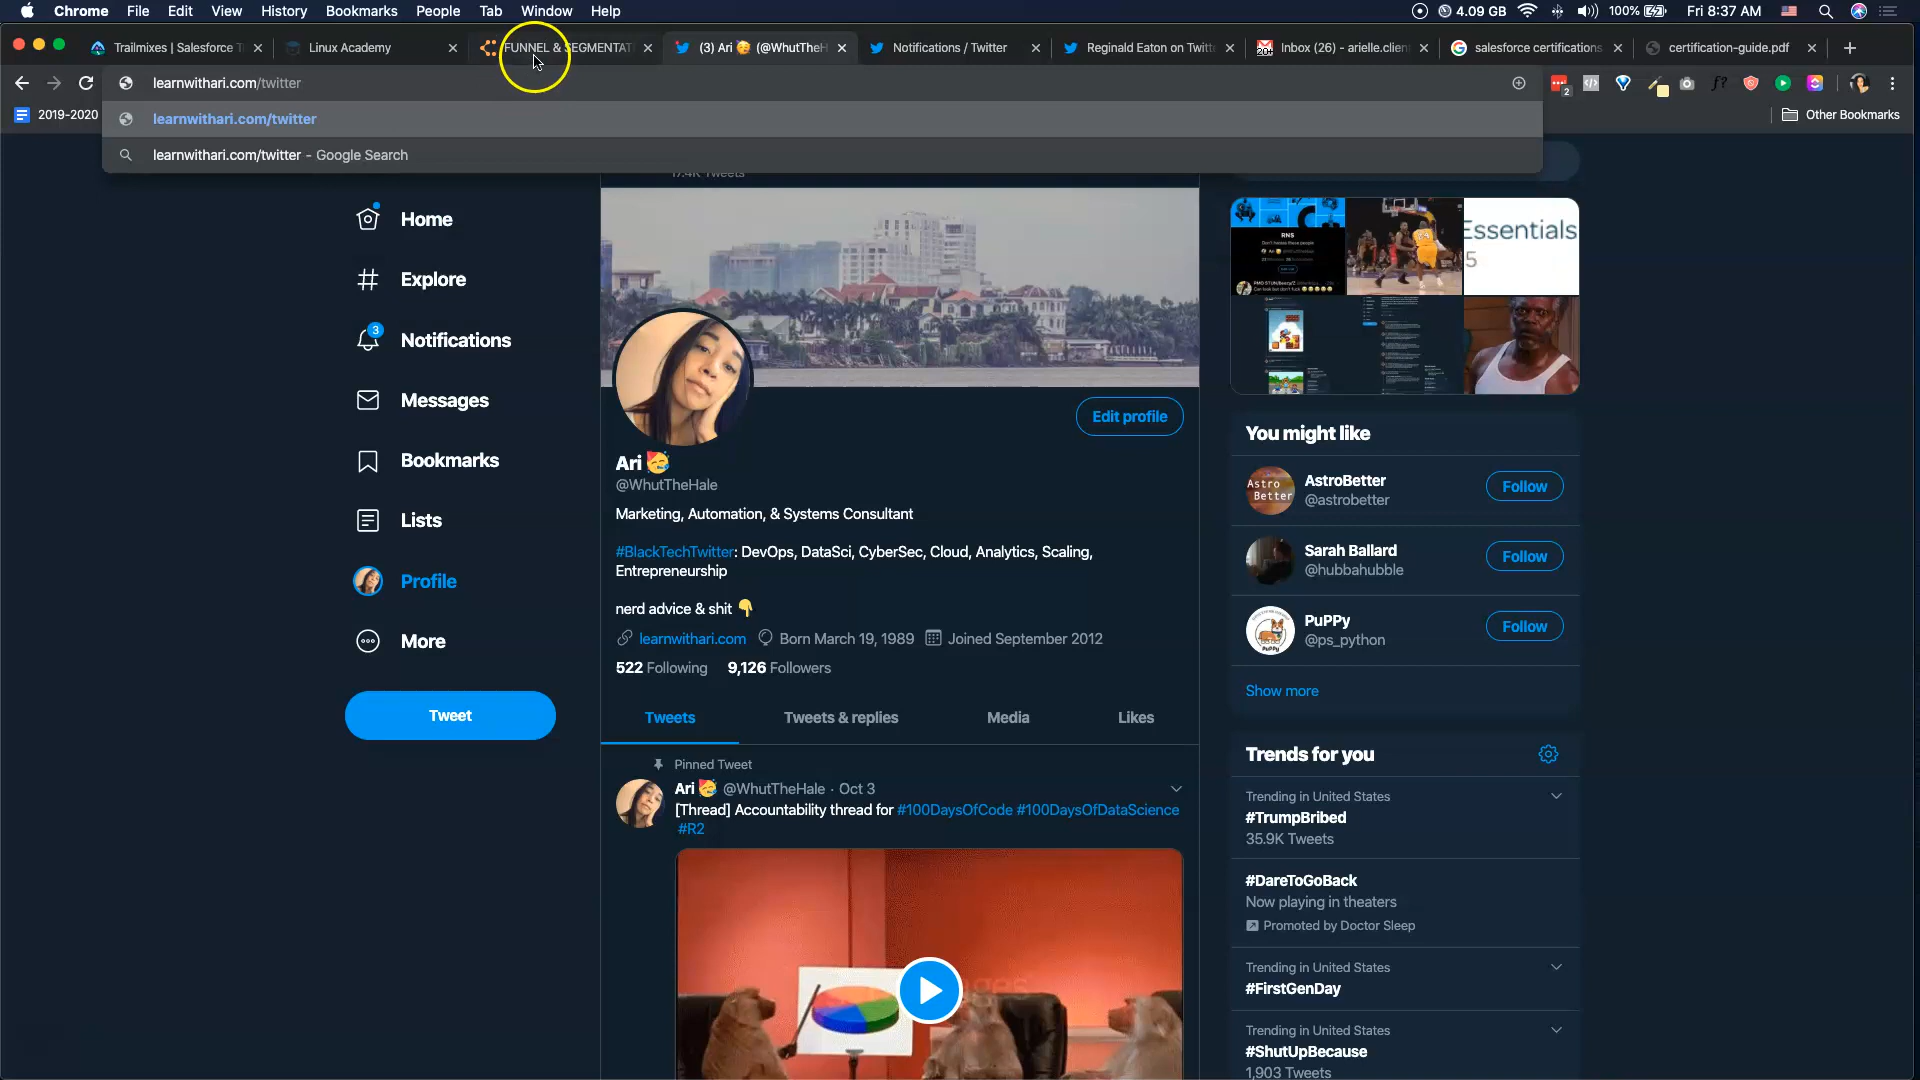 Chrome File Edit View History Bookmarks People Tab Window Help 4.09 GB 100% Fri 8:37 AM
Trailmixes | Salesforce T Linux Academy FUNNEL & SEGMENTAT (3) Ari (@WhutTheH Notifications / Twitter Reginald Eaton on Twitt Inbox (26) - arielle.clien salesforce certifications certification-guide.pdf
learnwithari.com/twitter
2019-2020 learnwithari.com/twitter Other Bookmarks
learnwithari.com/twitter - Google Search
17.4K Tweets
Home
Explore
3
Notifications
Messages
Bookmarks
Lists
Profile
More
Tweet
Edit profile
Ari
@WhutTheHale
Marketing, Automation, & Systems Consultant
#BlackTechTwitter: DevOps, DataSci, CyberSec, Cloud, Analytics, Scaling,
Entrepreneurship
nerd advice & shit
learnwithari.com Born March 19, 1989 Joined September 2012
522 Following 9,126 Followers
Tweets Tweets & replies Media Likes
Pinned Tweet
Ari @WhutTheHale · Oct 3
[Thread] Accountability thread for #100DaysOfCode #100DaysOfDataScience
#R2
RNS
Essentials
5
You might like
Astro
Better
AstroBetter
@astrobetter
Follow
Sarah Ballard
@hubbahubble
Follow
PuPPy
@ps_python
Follow
Show more
Trends for you
Trending in United States
#TrumpBribed
35.9K Tweets
#DareToGoBack
Now playing in theaters
Promoted by Doctor Sleep
Trending in United States
#FirstGenDay
Trending in United States
#ShutUpBecause
1,903 Tweets